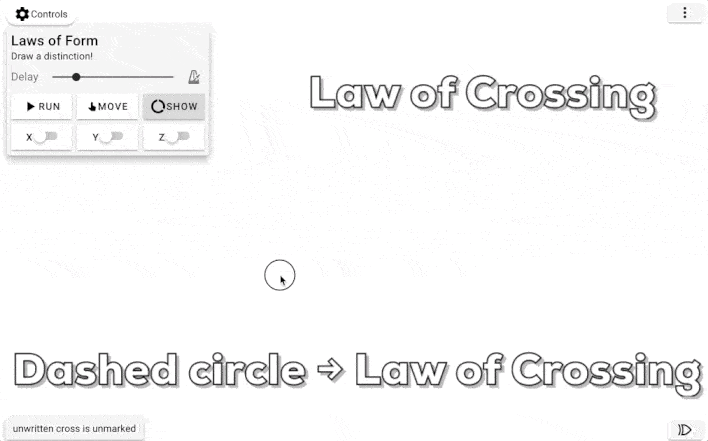 Controls
Laws of Form
Draw a distinction!
Delay
RUN
MOVE
SHOW
X
Y
Z
Law of Crossing
Dashed circle → Law of Crossing
unwritten cross is unmarked